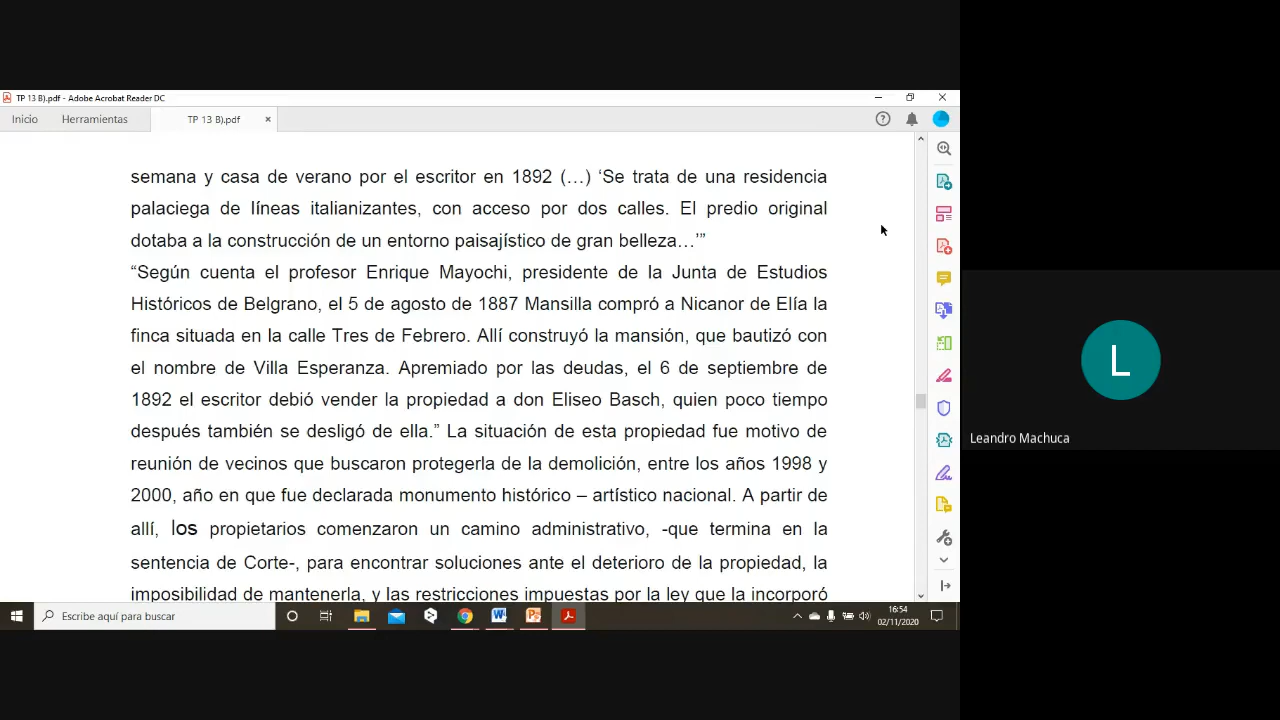 TP 13 B).pdf - Adobe Acrobat Reader DC
Inicio
Herramientas
TP 13 B).pdf
semana y casa de verano por el escritor en 1892 (…) ‘Se trata de una residencia
palaciega de líneas italianizantes, con acceso por dos calles. El predio original
dotaba a la construcción de un entorno paisajístico de gran belleza…’”
“Según cuenta el profesor Enrique Mayochi, presidente de la Junta de Estudios
Históricos de Belgrano, el 5 de agosto de 1887 Mansilla compró a Nicanor de Elía la
finca situada en la calle Tres de Febrero. Allí construyó la mansión, que bautizó con
el nombre de Villa Esperanza. Apremiado por las deudas, el 6 de septiembre de
1892 el escritor debió vender la propiedad a don Eliseo Basch, quien poco tiempo
después también se desligó de ella.” La situación de esta propiedad fue motivo de
reunión de vecinos que buscaron protegerla de la demolición, entre los años 1998 y
2000, año en que fue declarada monumento histórico – artístico nacional. A partir de
allí, los propietarios comenzaron un camino administrativo, -que termina en la
sentencia de Corte-, para encontrar soluciones ante el deterioro de la propiedad, la
imposibilidad de mantenerla, y las restricciones impuestas por la ley que la incorporó
L
Leandro Machuca
Escribe aquí para buscar
16:54
02/11/2020